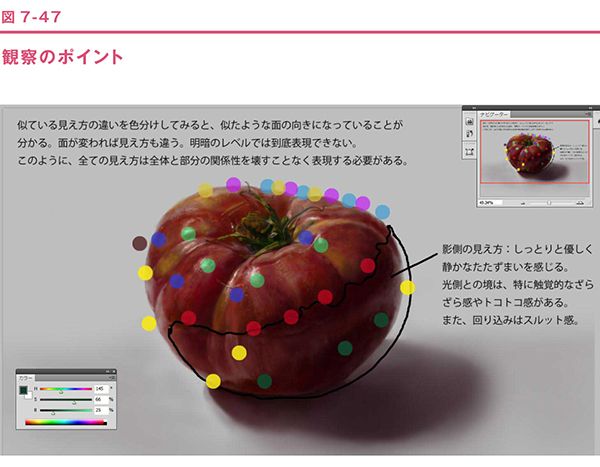 図 7-47
観察のポイント
似ている見え方の違いを色分けしてみると、似たような面の向きになっていることが
分かる。面が変われば見え方も違う。明暗のレベルでは到底表現できない。
このように、全ての見え方は全体と部分の関係性を壊すことなく表現する必要がある。
ナビゲーター
45.24%
影側の見え方：しっとりと優しく
静かなたたずまいを感じる。
光側との境は、特に触覚的なざら
ざら感やトコトコ感がある。
また、回り込みはスルット感。
カラー
H 145 °
S 66 %
B 25 %